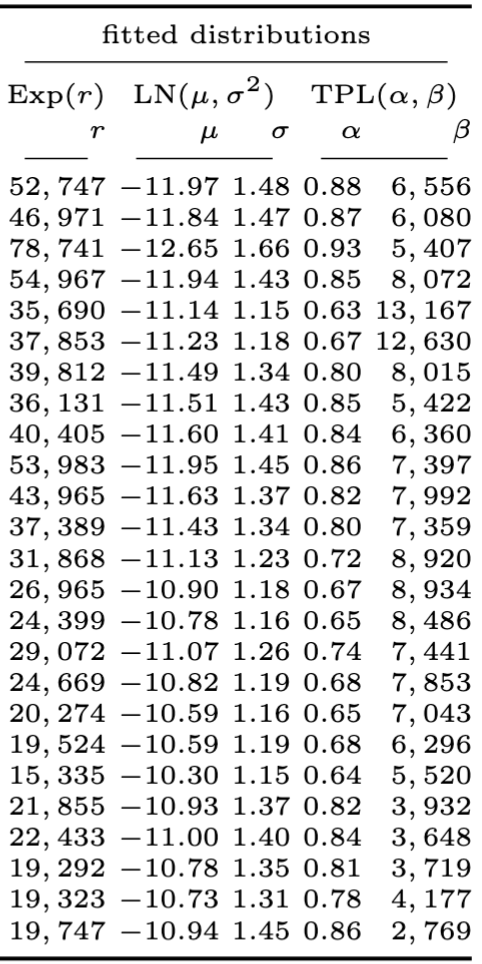 fitted distributions
Exp(r) LN(μ, σ²) TPL(α, β)
r μ σ α β
52, 747 −11.97 1.48 0.88 6, 556
46, 971 −11.84 1.47 0.87 6, 080
78, 741 −12.65 1.66 0.93 5, 407
54, 967 −11.94 1.43 0.85 8, 072
35, 690 −11.14 1.15 0.63 13, 167
37, 853 −11.23 1.18 0.67 12, 630
39, 812 −11.49 1.34 0.80 8, 015
36, 131 −11.51 1.43 0.85 5, 422
40, 405 −11.60 1.41 0.84 6, 360
53, 983 −11.95 1.45 0.86 7, 397
43, 965 −11.63 1.37 0.82 7, 992
37, 389 −11.43 1.34 0.80 7, 359
31, 868 −11.13 1.23 0.72 8, 920
26, 965 −10.90 1.18 0.67 8, 934
24, 399 −10.78 1.16 0.65 8, 486
29, 072 −11.07 1.26 0.74 7, 441
24, 669 −10.82 1.19 0.68 7, 853
20, 274 −10.59 1.16 0.65 7, 043
19, 524 −10.59 1.19 0.68 6, 296
15, 335 −10.30 1.15 0.64 5, 520
21, 855 −10.93 1.37 0.82 3, 932
22, 433 −11.00 1.40 0.84 3, 648
19, 292 −10.78 1.35 0.81 3, 719
19, 323 −10.73 1.31 0.78 4, 177
19, 747 −10.94 1.45 0.86 2, 769